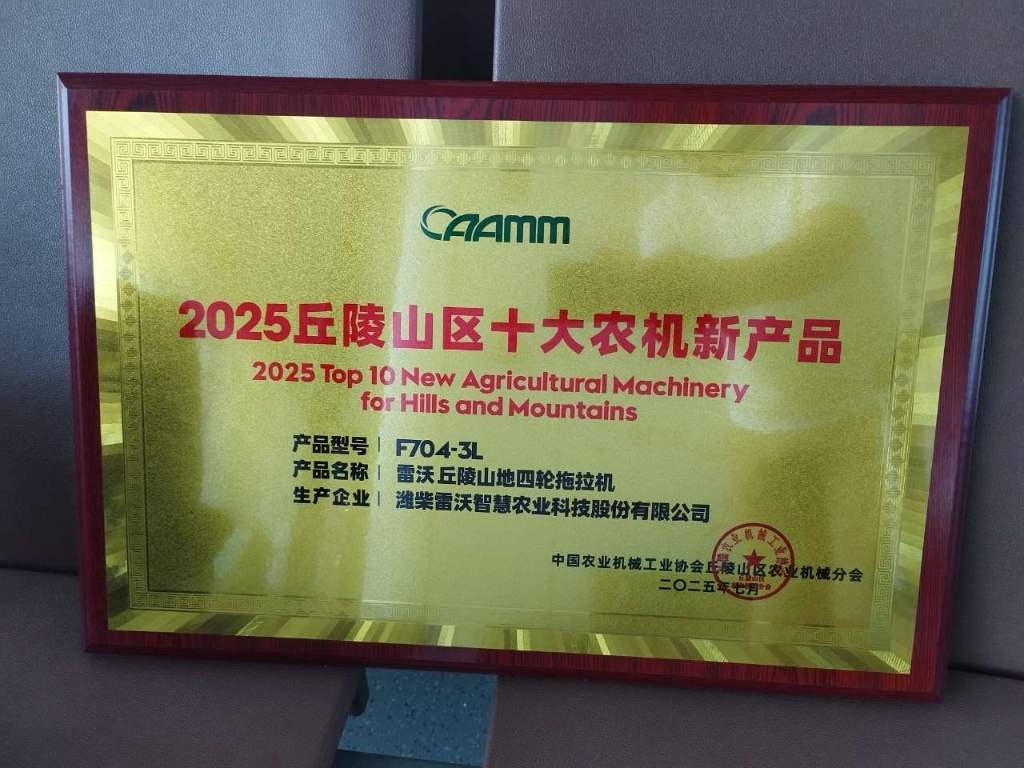 CAAMM
2025丘陵山区十大农机新产品
2025 Top 10 New Agricultural Machinery
for Hills and Mountains
产品型号 | F704-3L
产品名称 | 雷沃丘陵山地四轮拖拉机
生产企业 | 潍柴雷沃智慧农业科技股份有限公司
中国农业机械工业协会丘陵山区农业机械分会
二〇二五年七月